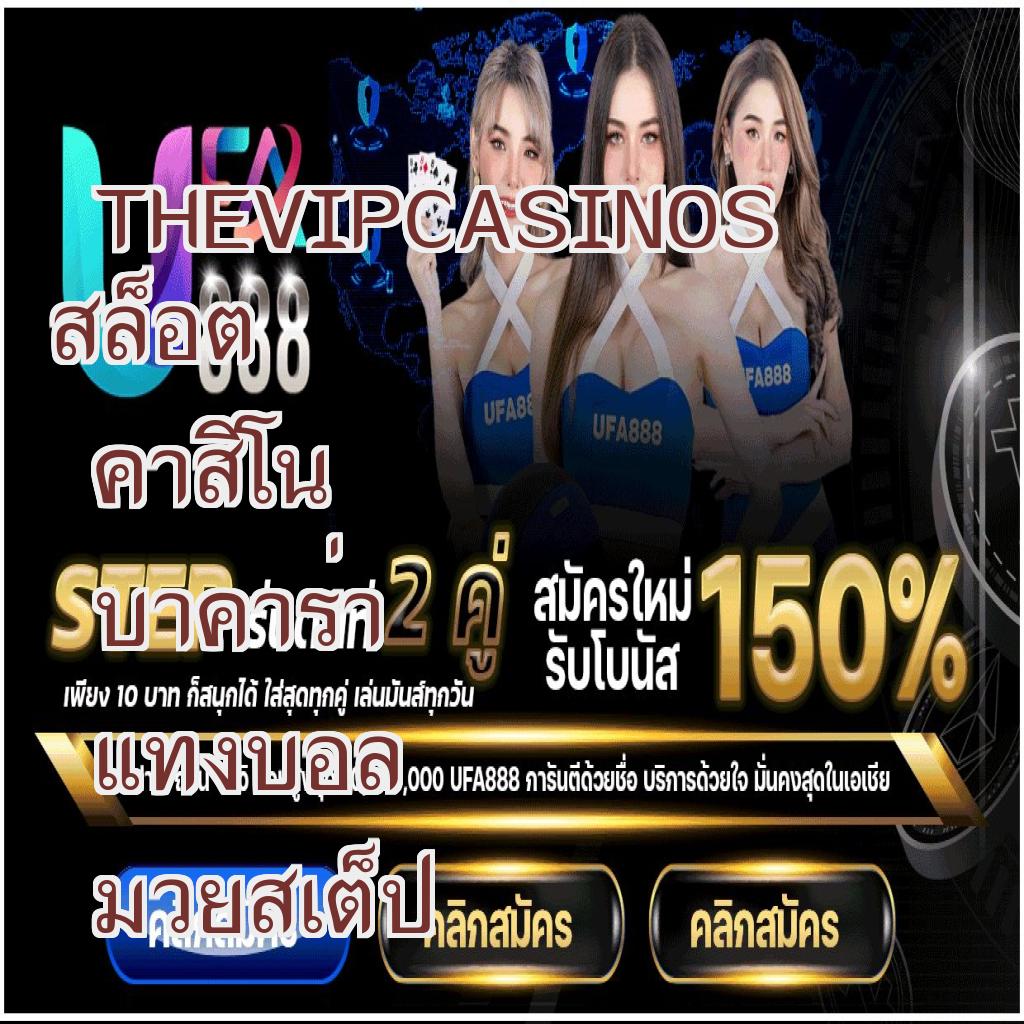 UFA
888
THEVIPCASINOS
สล็อต
UFA888
UFA888
UFA888
คาสิโน
STEP 2 คู่
บาคาร่า
สมัครใหม่
รับโบนัส
150%
เพียง 10 บาท ก็สนุกได้ ใส่สุดทุกคู่ เล่นมันส์ทุกวัน
แทงบอล
,000 UFA888 การันตีด้วยชื่อ บริการด้วยใจ มั่นคงสุดในเอเชีย
มวยสเต็ป
คลิกสมัคร
คลิกสมัคร